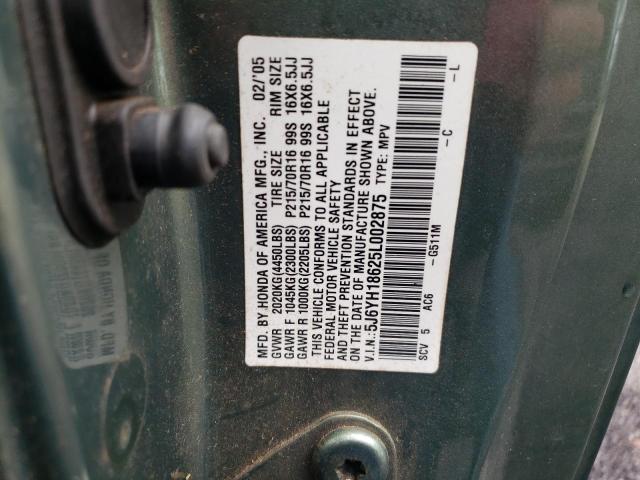 MFD. BY HONDA OF AMERICA MFG., INC. 02/'05
GVWR 2020KG(4450LBS) TIRE SIZE RIM SIZE
GAWR F 1045KG(2300LBS) P215/70R16 99S 16X6.5JJ
GAWR R 1000KG(2205LBS) P215/70R16 99S 16X6.5JJ
THIS VEHICLE CONFORMS TO ALL APPLICABLE
FEDERAL MOTOR VEHICLE SAFETY
AND THEFT PREVENTION STANDARDS IN EFFECT
ON THE DATE OF MANUFACTURE SHOWN ABOVE.
V.I.N.:5J6YH18625L002875 TYPE: MPV
SCV 5 AC6 -G511M -C -L